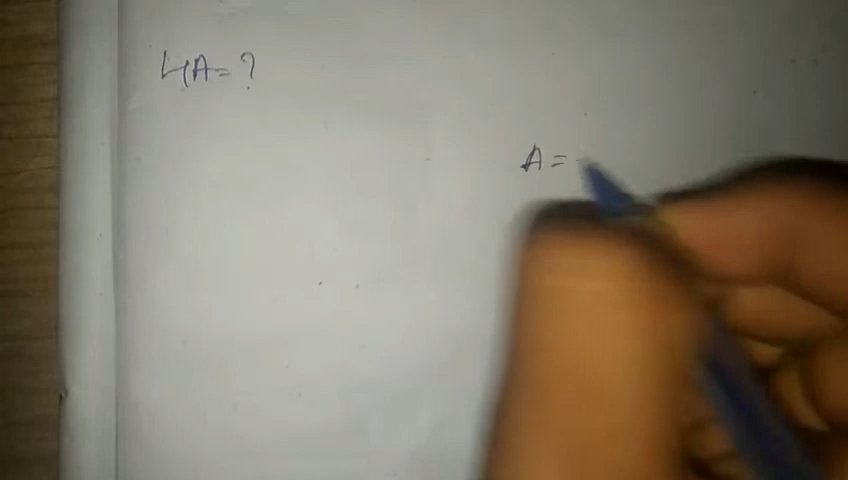 4A = ?
A =